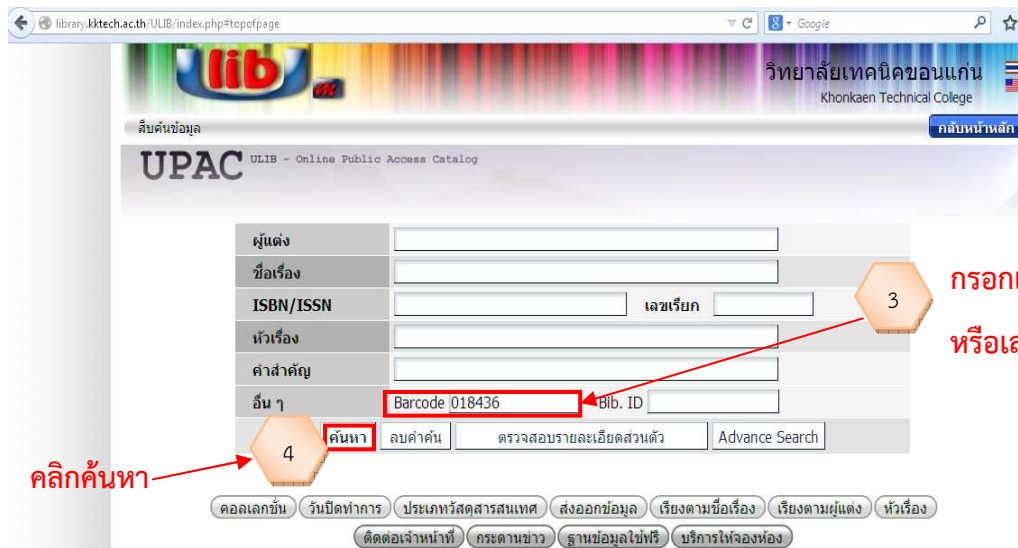 library.kktech.ac.th/ULIB/index.php#topofpage Google
Ulib m
วิทยาลัยเทคนิคขอนแก่น
Khonkaen Technical College
สืบค้นข้อมูล กลับหน้าหลัก
UPAC ULIB - Online Public Access Catalog
ผู้แต่ง
ชื่อเรื่อง
ISBN/ISSN เลขเรียก
หัวเรื่อง
คำสำคัญ
อื่น ๆ Barcode 018436 Bib. ID
ค้นหา ลบคำค้น ตรวจสอบรายละเอียดส่วนตัว Advance Search
3
กรอกเ
หรือเล
4
คลิกค้นหา
คอลเลกชั่น วันปิดทำการ ประเภทวัสดุสารสนเทศ ส่งออกข้อมูล เรียงตามชื่อเรื่อง เรียงตามผู้แต่ง หัวเรื่อง
ติดต่อเจ้าหน้าที่ กระดานข่าว ฐานข้อมูลใช้ฟรี บริการให้จองห้อง